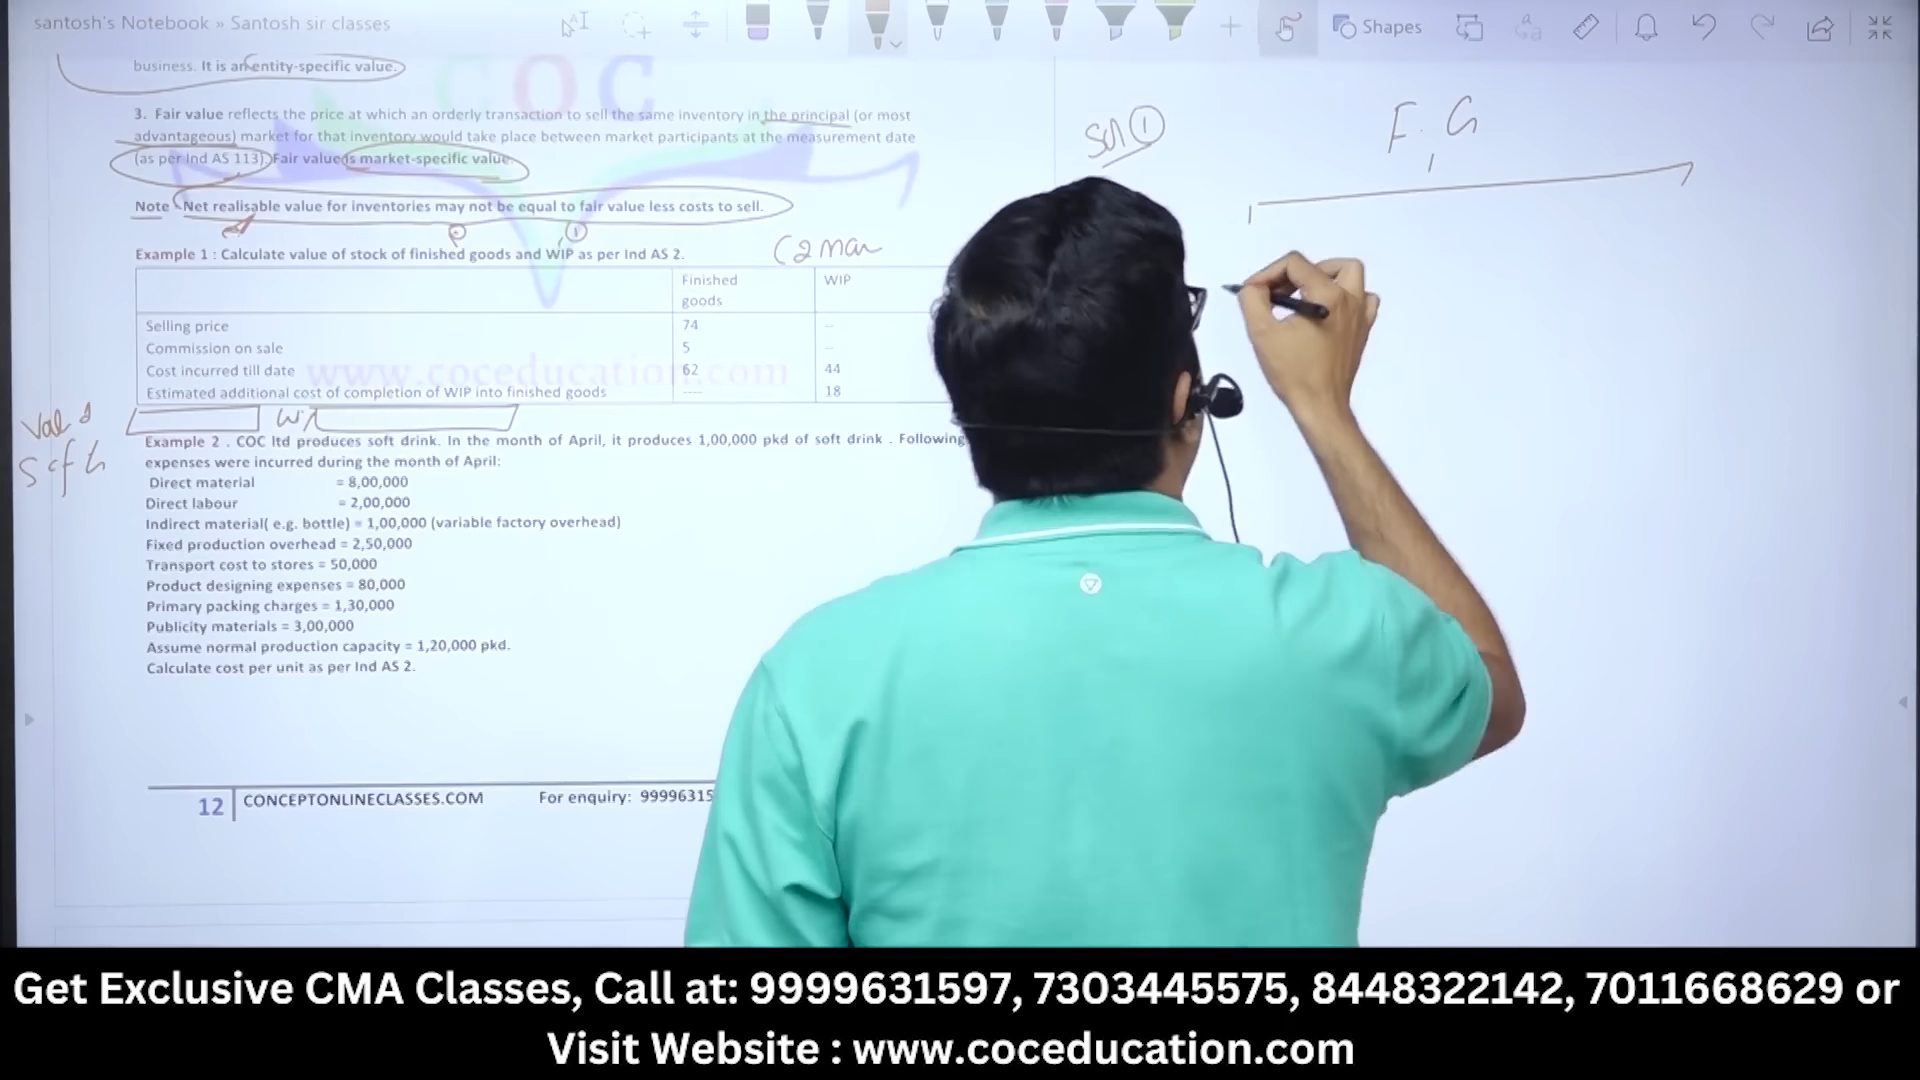 santosh's Notebook » Santosh sir classes
Shapes
COC
business. It is an entity-specific value.
3. Fair value reflects the price at which an orderly transaction to sell the same inventory in the principal (or most
advantageous) market for that inventory would take place between market participants at the measurement date
(as per Ind AS 113). Fair value is market-specific value.
Note - Net realisable value for inventories may not be equal to fair value less costs to sell.
Example 1 : Calculate value of stock of finished goods and WIP as per Ind AS 2.
(2 Mar
Finished goods WIP
Selling price 74 --
Commission on sale 5 --
Cost incurred till date 62 44
Estimated additional cost of completion of WIP into finished goods ---- 18
www.coceducation.com
Val
Example 2 . COC ltd produces soft drink. In the month of April, it produces 1,00,000 pkd of soft drink . Following
expenses were incurred during the month of April:
Direct material = 8,00,000
Direct labour = 2,00,000
Indirect material( e.g. bottle) = 1,00,000 (variable factory overhead)
Fixed production overhead = 2,50,000
Transport cost to stores = 50,000
Product designing expenses = 80,000
Primary packing charges = 1,30,000
Publicity materials = 3,00,000
Assume normal production capacity = 1,20,000 pkd.
Calculate cost per unit as per Ind AS 2.
12 CONCEPTONLINECLASSES.COM For enquiry: 99996315
Sol 1
F. G
Get Exclusive CMA Classes, Call at: 9999631597, 7303445575, 8448322142, 7011668629 or
Visit Website : www.coceducation.com